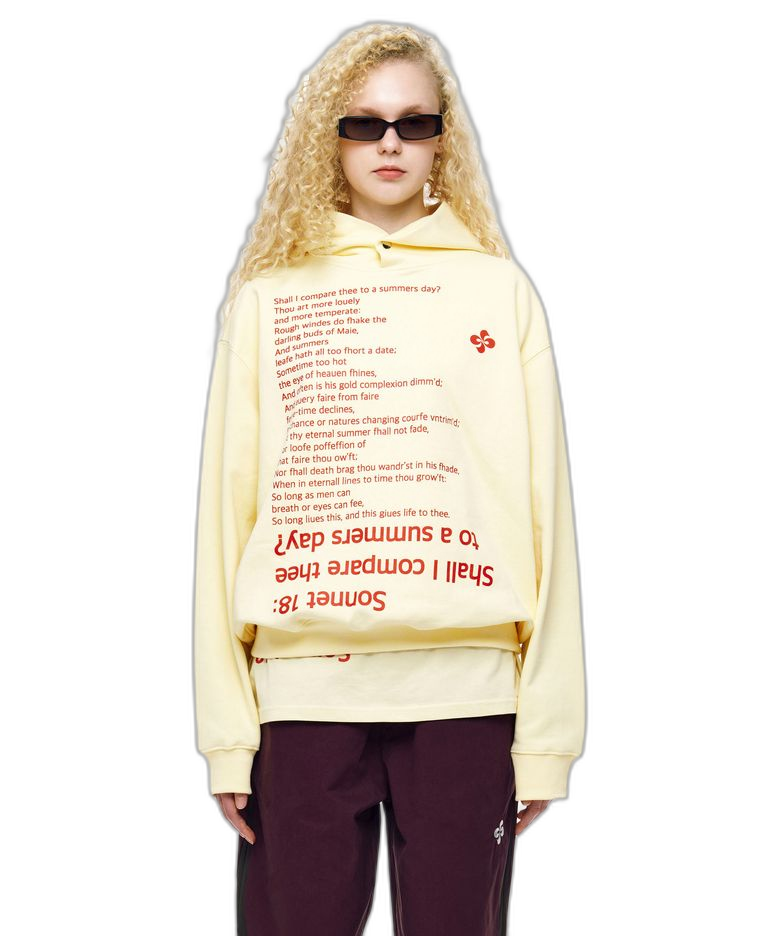 Shall I compare thee to a summers day?
Thou art more louely
and more temperate:
Rough windes do fhake the
darling buds of Maie,
And summers
leafe hath all too fhort a date;
Sometime too hot
the eye of heauen fhines,
And often is his gold complexion dimm'd;
And euery faire from faire
-time declines,
chance or natures changing courfe vntrim'd;
thy eternal summer fhall not fade,
or loofe poffeffion of
that faire thou ow'ft;
Nor fhall death brag thou wandr'st in his fhade,
When in eternall lines to time thou grow'ft:
So long as men can
breath or eyes can fee,
So long liues this, and this giues life to thee.
Sonnet 18:
Shall I compare thee
to a summers day?